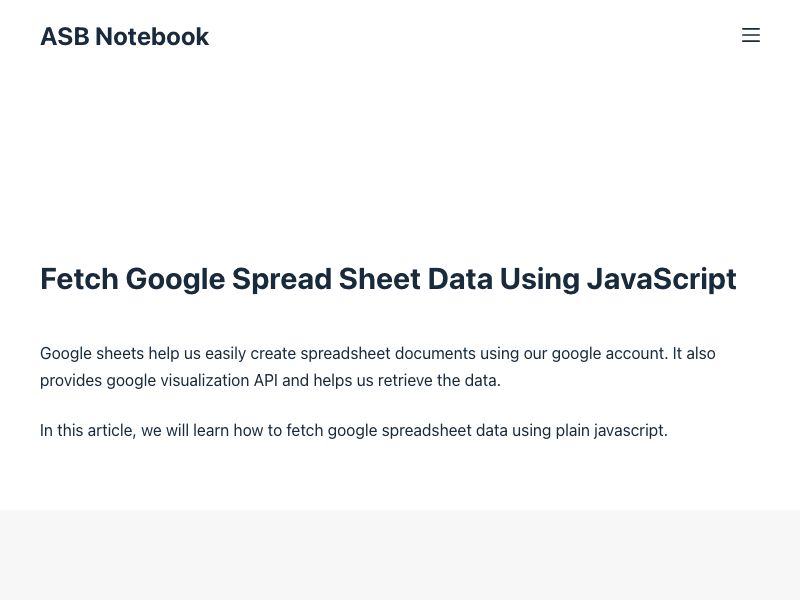 ASB Notebook
Fetch Google Spread Sheet Data Using JavaScript
Google sheets help us easily create spreadsheet documents using our google account. It also
provides google visualization API and helps us retrieve the data.
In this article, we will learn how to fetch google spreadsheet data using plain javascript.